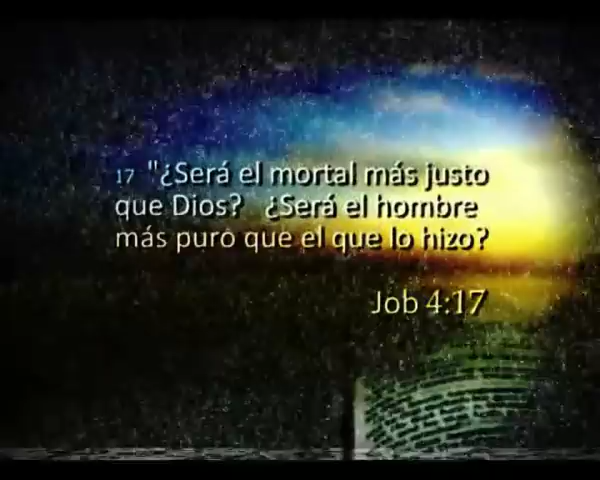 17 "¿Será el mortal más justo
que Dios? ¿Será el hombre
más puro que el que lo hizo?
Job 4:17